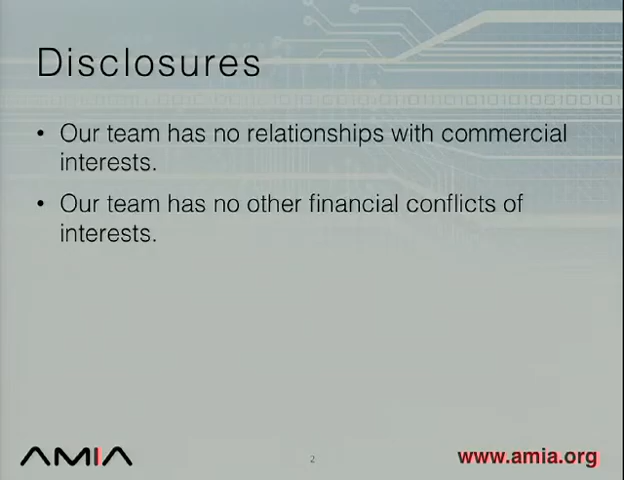 Disclosures
• Our team has no relationships with commercial
interests.
• Our team has no other financial conflicts of
interests.
AMIA
2
www.amia.org